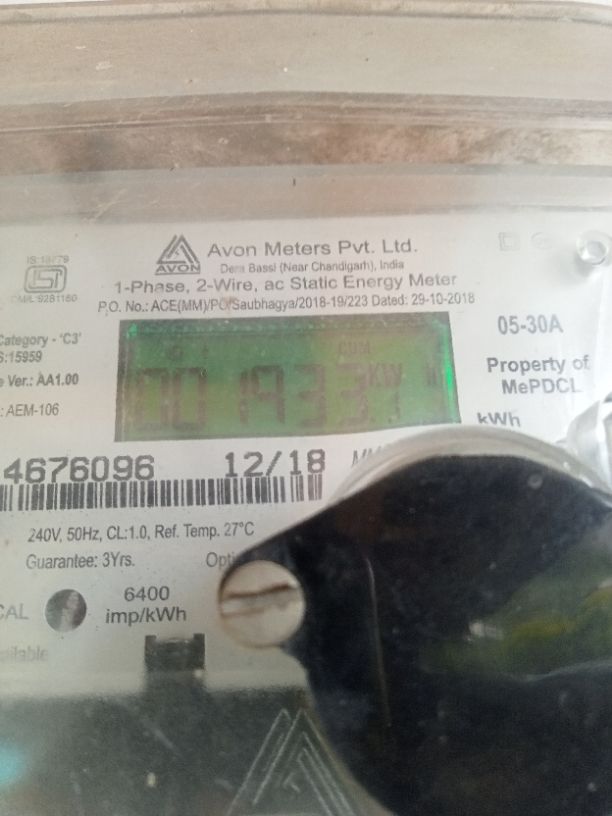 Avon Meters Pvt. Ltd.
AVON
Dera Bassi (Near Chandigarh), India
1-Phase, 2-Wire, ac Static Energy Meter
P.O. No.: ACE(MM)/PO/Saubhagya/2018-19/223 Dated: 29-10-2018
IS:13779
CM/L:9281160
Category - 'C3'
S:15959
e Ver.: AA1.00
: AEM-106
05-30A
Property of
MePDCL
CUM
001933
KW
kWh
4676096 12/18
240V, 50Hz, CL:1.0, Ref. Temp. 27°C
Guarantee: 3Yrs.
CAL
6400
imp/kWh